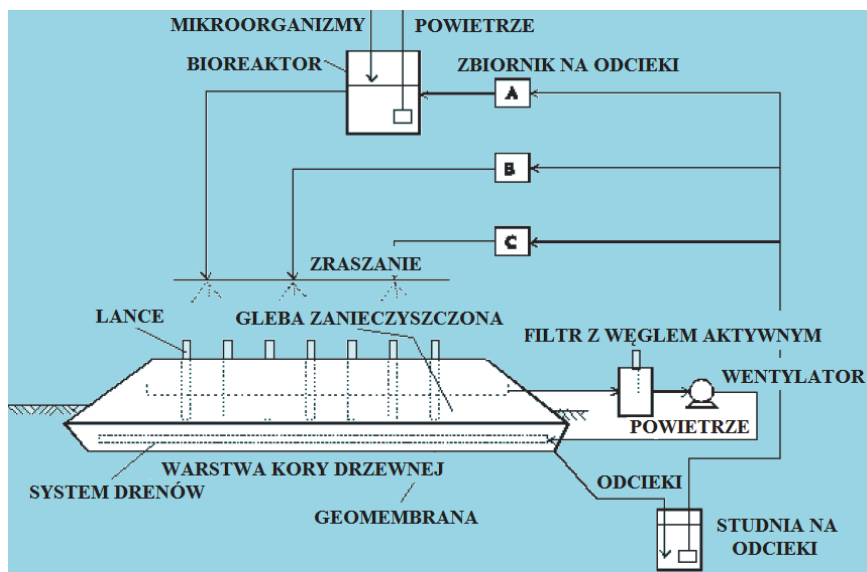 MIKROORGANIZMY
POWIETRZE
BIOREAKTOR
ZBIORNIK NA ODCIEKI
A
B
C
ZRASZANIE
LANCE
GLEBA ZANIECZYSZCZONA
FILTR Z WĘGLEM AKTYWNYM
WENTYLATOR
POWIETRZE
WARSTWA KORY DRZEWNEJ
SYSTEM DRENÓW
ODCIEKI
GEOMEMBRANA
STUDNIA NA
ODCIEKI